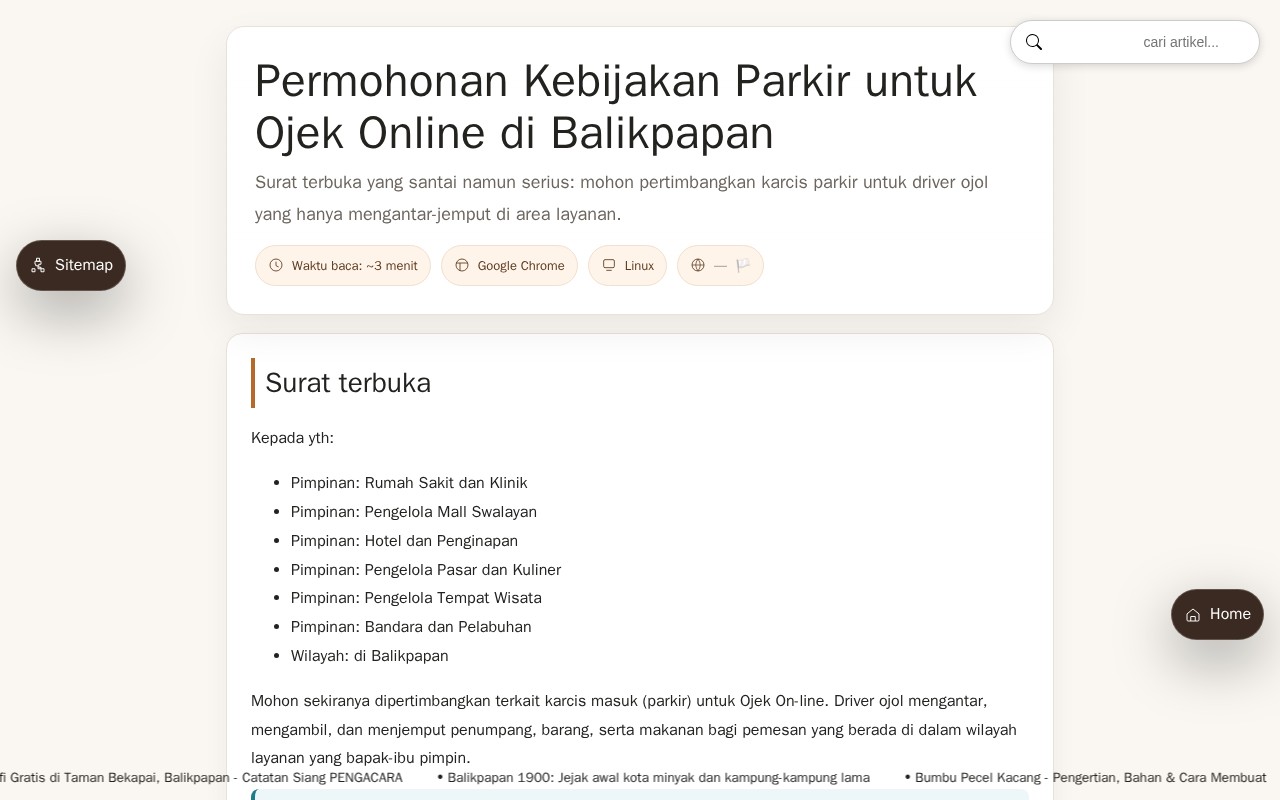 cari artikel...
Permohonan Kebijakan Parkir untuk
Ojek Online di Balikpapan
Surat terbuka yang santai namun serius: mohon pertimbangkan karcis parkir untuk driver ojol
yang hanya mengantar-jemput di area layanan.
Waktu baca: ~3 menit
Google Chrome
Linux
—
Sitemap
Surat terbuka
Kepada yth:
• Pimpinan: Rumah Sakit dan Klinik
• Pimpinan: Pengelola Mall Swalayan
• Pimpinan: Hotel dan Penginapan
• Pimpinan: Pengelola Pasar dan Kuliner
• Pimpinan: Pengelola Tempat Wisata
• Pimpinan: Bandara dan Pelabuhan
• Wilayah: di Balikpapan
Home
Mohon sekiranya dipertimbangkan terkait karcis masuk (parkir) untuk Ojek On-line. Driver ojol mengantar,
mengambil, dan menjemput penumpang, barang, serta makanan bagi pemesan yang berada di dalam wilayah
layanan yang bapak-ibu pimpin.
fi Gratis di Taman Bekapai, Balikpapan - Catatan Siang PENGACARA • Balikpapan 1900: Jejak awal kota minyak dan kampung-kampung lama • Bumbu Pecel Kacang - Pengertian, Bahan & Cara Membuat